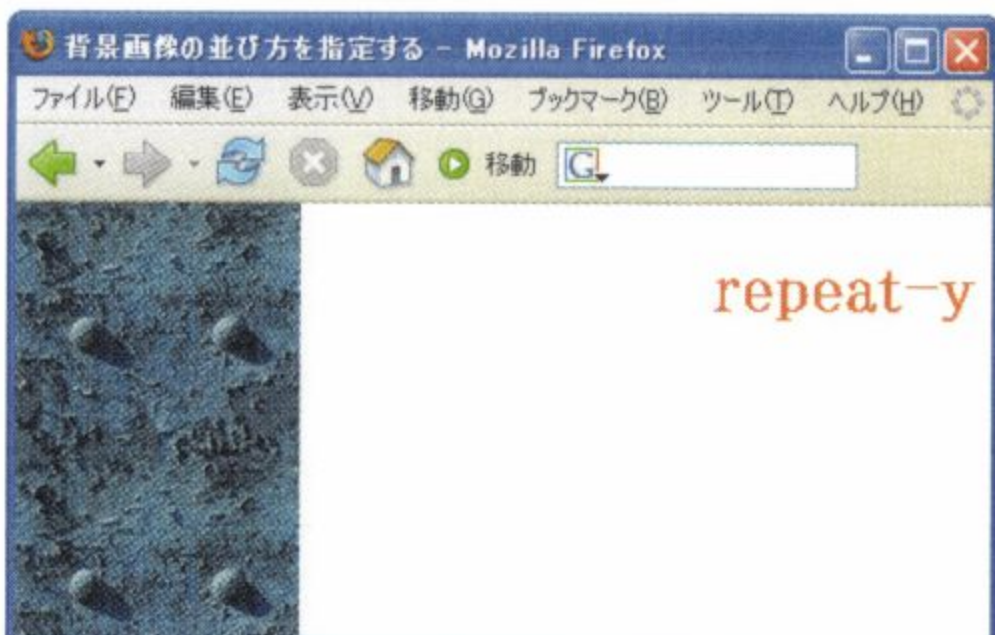 背景画像の並び方を指定する - Mozilla Firefox
ファイル(F) 編集(E) 表示(V) 移動(G) ブックマーク(B) ツール(T) ヘルプ(H)
移動 G
repeat-y